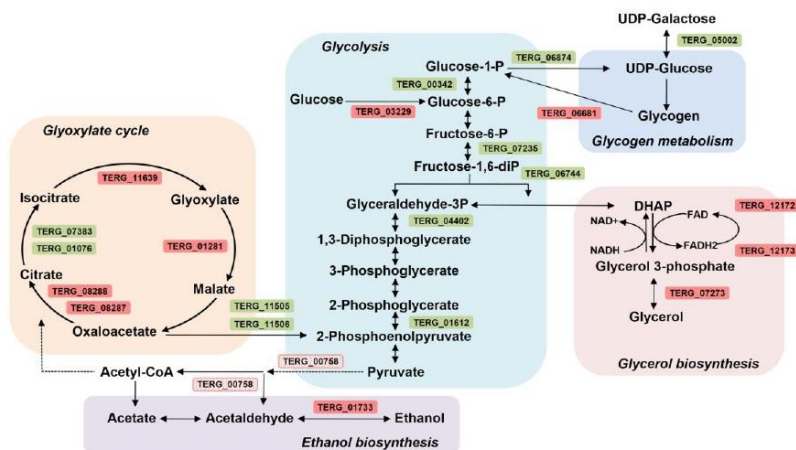 UDP-Galactose
TERG_05002
Glycolysis
Glucose-1-P
TERG_06874
UDP-Glucose
TERG_00342
Glucose
TERG_03229
Glucose-6-P
TERG_06681
Glycogen
Fructose-6-P
Glycogen metabolism
TERG_07235
Fructose-1,6-diP
TERG_06744
Glyoxylate cycle
TERG_11639
Isocitrate
Glyoxylate
TERG_07383
TERG_01076
TERG_01281
Citrate
Malate
TERG_08288
TERG_08287
Oxaloacetate
TERG_11505
TERG_11506
Glyceraldehyde-3P
TERG_04402
1,3-Diphosphoglycerate
3-Phosphoglycerate
2-Phosphoglycerate
TERG_01612
2-Phosphoenolpyruvate
Pyruvate
DHAP
TERG_12172
NAD+
FAD
NADH
FADH2
TERG_12173
Glycerol 3-phosphate
TERG_07273
Glycerol
Glycerol biosynthesis
TERG_00758
Acetyl-CoA
TERG_00758
Acetate
Acetaldehyde
TERG_01733
Ethanol
Ethanol biosynthesis